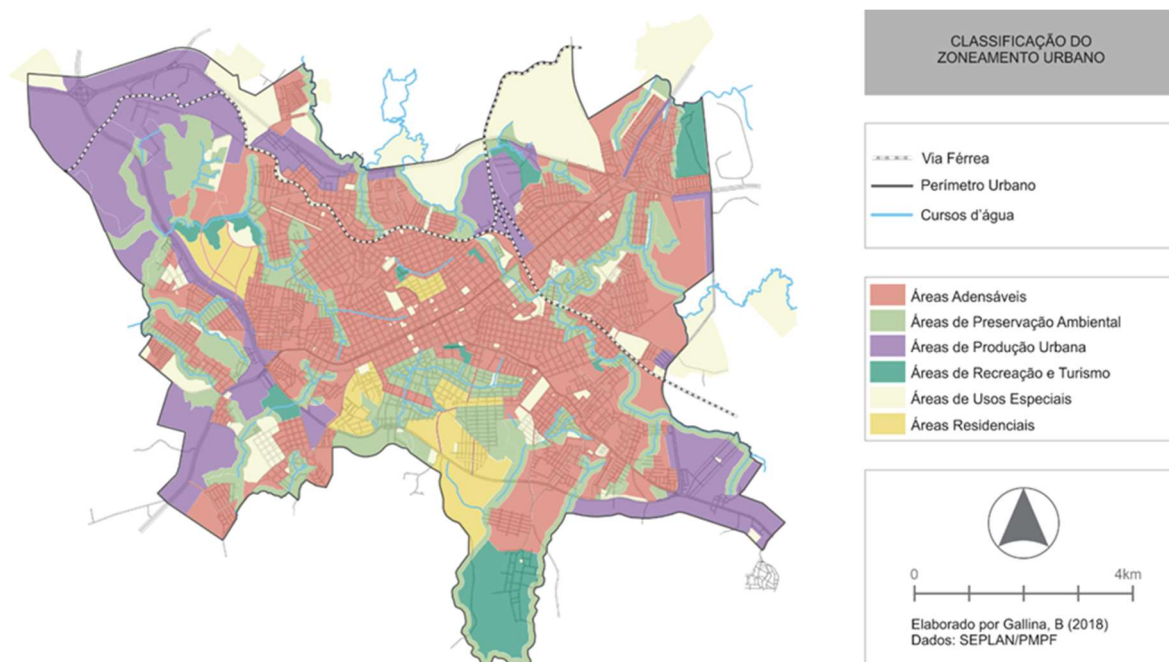 CLASSIFICAÇÃO DO
ZONEAMENTO URBANO
Via Férrea
Perímetro Urbano
Cursos d'água
Áreas Adensáveis
Áreas de Preservação Ambiental
Áreas de Produção Urbana
Áreas de Recreação e Turismo
Áreas de Usos Especiais
Áreas Residenciais
0 4km
Elaborado por Gallina, B (2018)
Dados: SEPLAN/PMPF